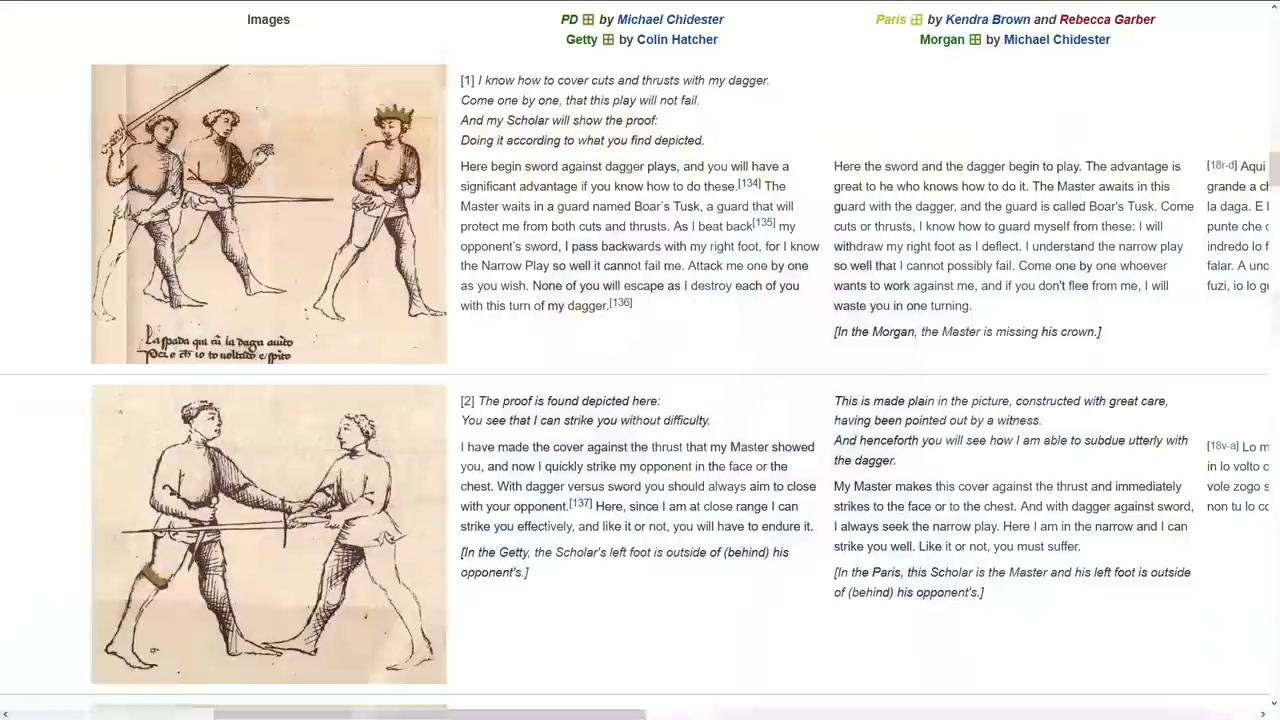 Images
PD by Michael Chidester
Getty by Colin Hatcher
Paris by Kendra Brown and Rebecca Garber
Morgan by Michael Chidester
[1] I know how to cover cuts and thrusts with my dagger.
Come one by one, that this play will not fail.
And my Scholar will show the proof:
Doing it according to what you find depicted.
Here begin sword against dagger plays, and you will have a
significant advantage if you know how to do these.[134] The
Master waits in a guard named Boar's Tusk, a guard that will
protect me from both cuts and thrusts. As I beat back[135] my
opponent's sword, I pass backwards with my right foot, for I know
the Narrow Play so well it cannot fail me. Attack me one by one
as you wish. None of you will escape as I destroy each of you
with this turn of my dagger.[136]
Here the sword and the dagger begin to play. The advantage is
great to he who knows how to do it. The Master awaits in this
guard with the dagger, and the guard is called Boar's Tusk. Come
cuts or thrusts, I know how to guard myself from these: I will
withdraw my right foot as I deflect. I understand the narrow play
so well that I cannot possibly fail. Come one by one whoever
wants to work against me, and if you don't flee from me, I will
waste you in one turning.
[In the Morgan, the Master is missing his crown.]
[18r-d] Aqui
grande a
la daga. E
punte che
indredo lo
falar. A
fuzi, io lo
La spada qui
[2] The proof is found depicted here:
You see that I can strike you without difficulty.
I have made the cover against the thrust that my Master showed
you, and now I quickly strike my opponent in the face or the
chest. With dagger versus sword you should always aim to close
with your opponent.[137] Here, since I am at close range I can
strike you effectively, and like it or not, you will have to endure it.
[In the Getty, the Scholar's left foot is outside of (behind) his
opponent's.]
This is made plain in the picture, constructed with great care,
having been pointed out by a witness.
And henceforth you will see how I am able to subdue utterly with
the dagger.
My Master makes this cover against the thrust and immediately
strikes to the face or to the chest. And with dagger against sword,
I always seek the narrow play. Here I am in the narrow and I can
strike you well. Like it or not, you must suffer.
[In the Paris, this Scholar is the Master and his left foot is outside
of (behind) his opponent's.]
[18v-a] Lo
in lo volto
vole zogo
non tu lo